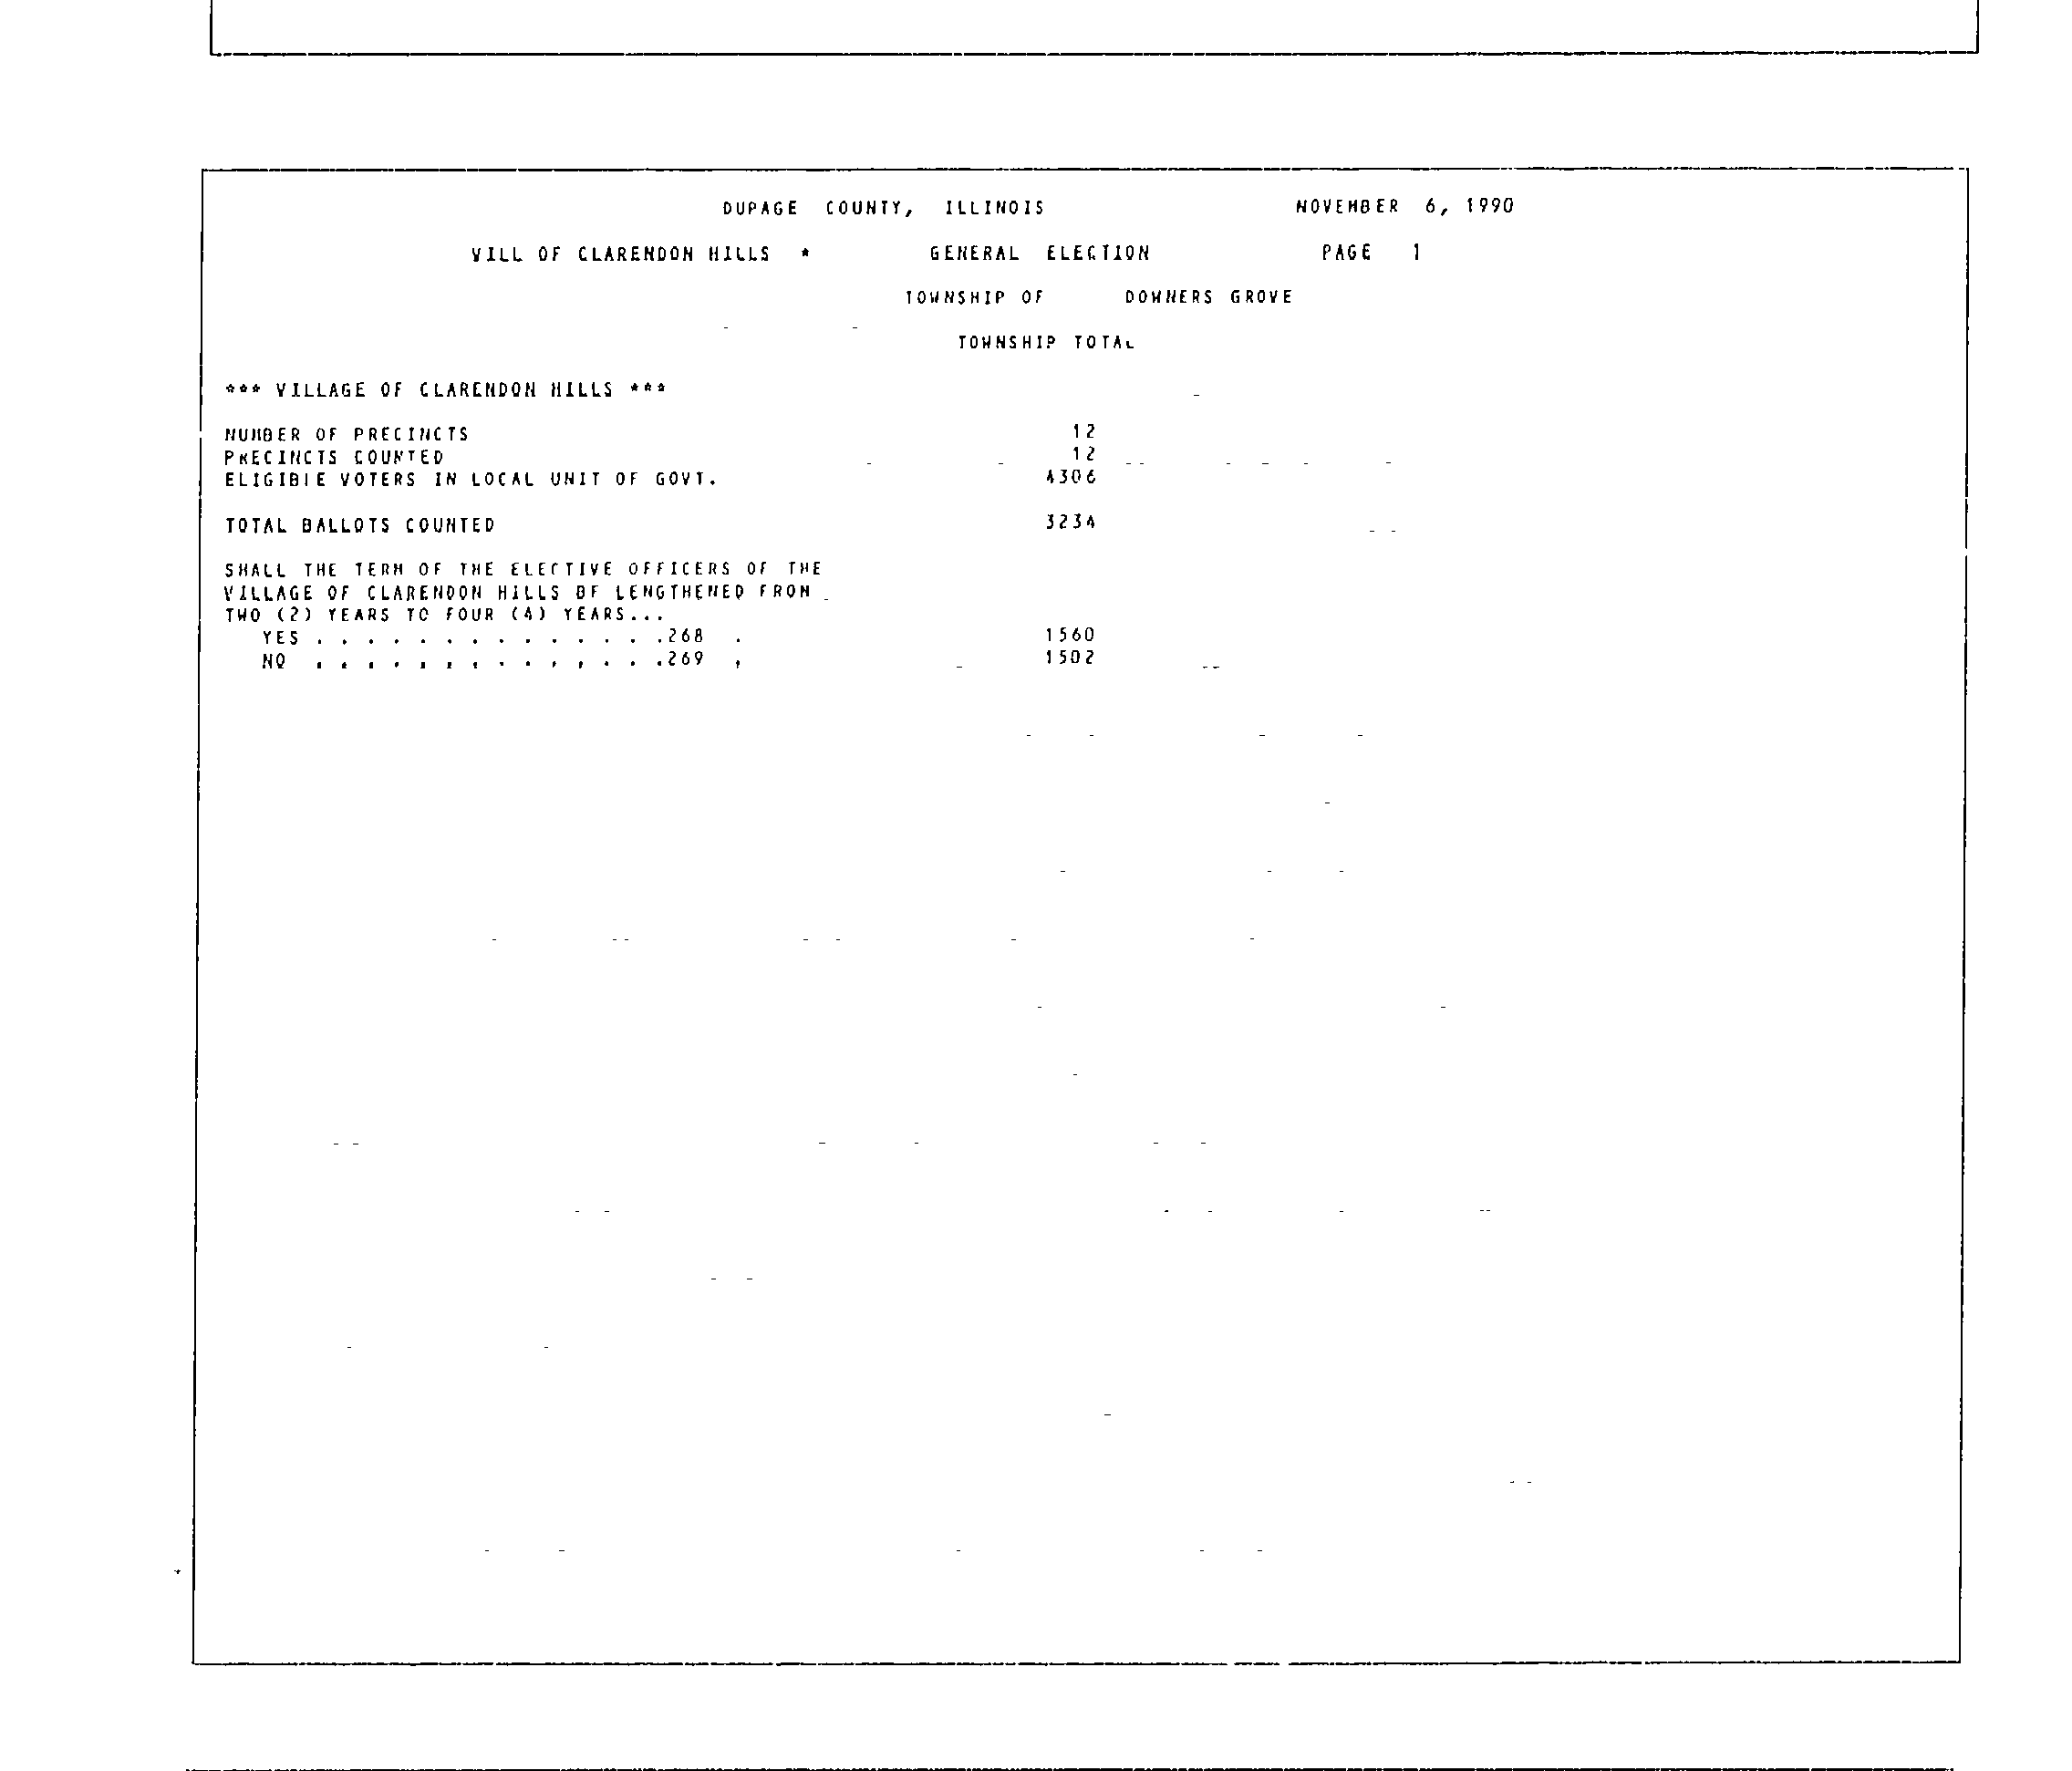 DUPAGE COUNTY, ILLINOIS NOVEMBER 6, 1990
VILL OF CLARENDON HILLS * GENERAL ELECTION PAGE 1
TOWNSHIP OF DOWNERS GROVE
TOWNSHIP TOTAL
*** VILLAGE OF CLARENDON HILLS ***
NUMBER OF PRECINCTS 12
PRECINCTS COUNTED 12
ELIGIBLE VOTERS IN LOCAL UNIT OF GOVT. 4306
TOTAL BALLOTS COUNTED 3234
SHALL THE TERM OF THE ELECTIVE OFFICERS OF THE
VILLAGE OF CLARENDON HILLS BE LENGTHENED FROM
TWO (2) YEARS TO FOUR (4) YEARS...
YES . . . . . . . . . . . . . .268 . 1560
NO . . . . . . . . . . . . . .269 . 1502